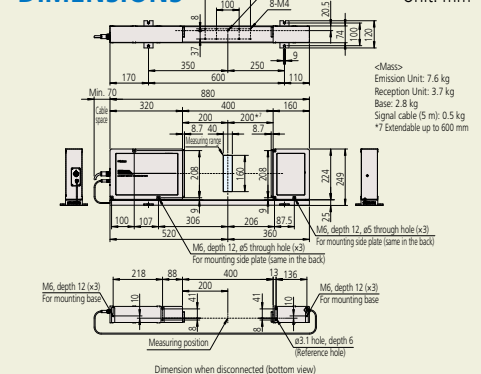 DIMENSIONS
Unit: mm
100
8-M4
8
37
20.5
74
100
120
9
350
250
170
600
110
<Mass>
Emission Unit: 7.6 kg
Reception Unit: 3.7 kg
Base: 2.8 kg
Signal cable (5 m): 0.5 kg
*7 Extendable up to 600 mm
Min. 70
880
Cable
space
320
400
160
200
200*7
8.7
40
8.7
Measuring range
208
160
208
224
249
9
9
25
100
107
306
206
87.5
520
360
M6, depth 12, ø5 through hole (×3)
For mounting side plate (same in the back)
M6, depth 12, ø5 through hole (×3)
For mounting side plate (same in the back)
218
88
400
13
136
200
M6, depth 12 (×3)
For mounting base
10
41
8
41
8
10
M6, depth 12 (×3)
For mounting base
Measuring position
ø3.1 hole, depth 6
(Reference hole)
Dimension when disconnected (bottom view)